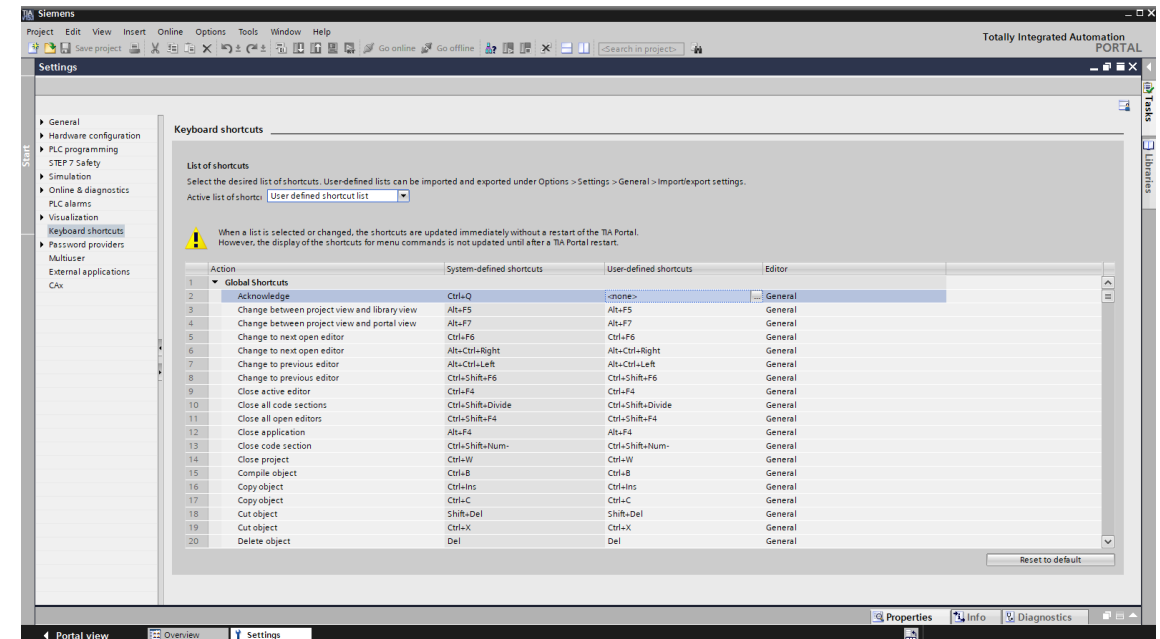 Siemens
Project Edit View Insert Online Options Tools Window Help
Totally Integrated Automation
PORTAL
Save project Go online Go offline <Search in project>
Settings
General
Hardware configuration
PLC programming
STEP 7 Safety
Simulation
Online & diagnostics
PLC alarms
Visualization
Keyboard shortcuts
Password providers
Multiuser
External applications
CAx
Start
Keyboard shortcuts
List of shortcuts
Select the desired list of shortcuts. User-defined lists can be imported and exported under Options > Settings > General > Import/export settings.
Active list of shortc User defined shortcut list
When a list is selected or changed, the shortcuts are updated immediately without a restart of the TIA Portal.
However, the display of the shortcuts for menu commands is not updated until after a TIA Portal restart.
Action System-defined shortcuts User-defined shortcuts Editor
1 Global Shortcuts
2 Acknowledge Ctrl+Q <none> ... General
3 Change between project view and library view Alt+F5 Alt+F5 General
4 Change between project view and portal view Alt+F7 Alt+F7 General
5 Change to next open editor Ctrl+F6 Ctrl+F6 General
6 Change to next open editor Alt+Ctrl+Right Alt+Ctrl+Right General
7 Change to previous editor Alt+Ctrl+Left Alt+Ctrl+Left General
8 Change to previous editor Ctrl+Shift+F6 Ctrl+Shift+F6 General
9 Close active editor Ctrl+F4 Ctrl+F4 General
10 Close all code sections Ctrl+Shift+Divide Ctrl+Shift+Divide General
11 Close all open editors Ctrl+Shift+F4 Ctrl+Shift+F4 General
12 Close application Alt+F4 Alt+F4 General
13 Close code section Ctrl+Shift+Num- Ctrl+Shift+Num- General
14 Close project Ctrl+W Ctrl+W General
15 Compile object Ctrl+B Ctrl+B General
16 Copy object Ctrl+Ins Ctrl+Ins General
17 Copy object Ctrl+C Ctrl+C General
18 Cut object Shift+Del Shift+Del General
19 Cut object Ctrl+X Ctrl+X General
20 Delete object Del Del General
Reset to default
Tasks
Libraries
Properties Info Diagnostics
Portal view Overview Settings